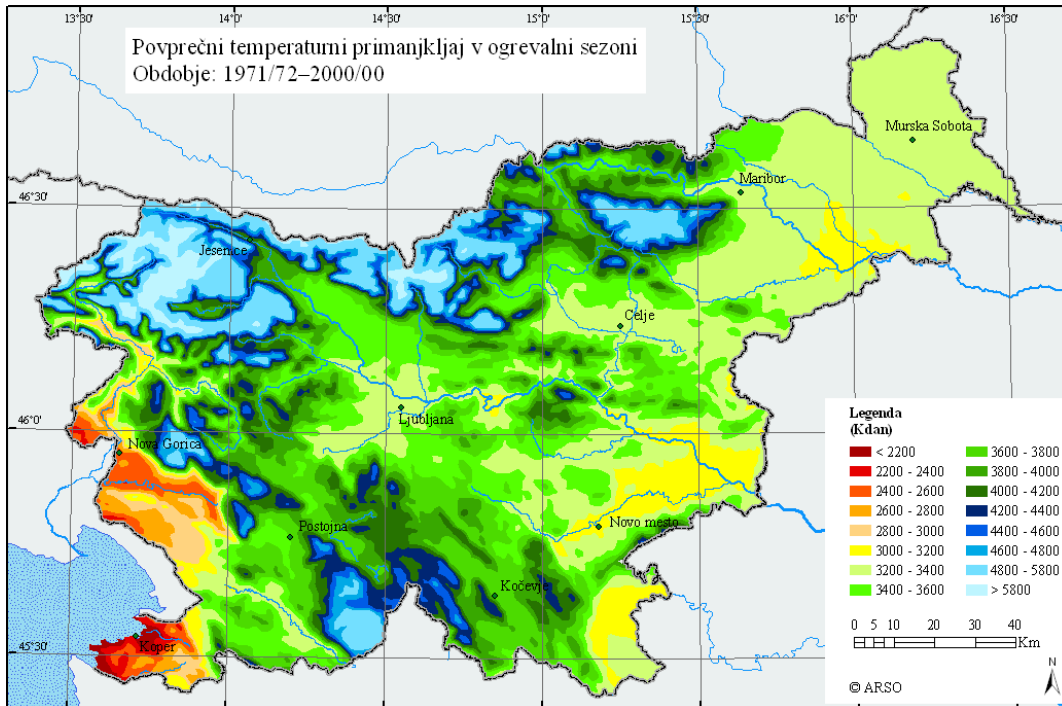 13°30'
14°0'
14°30'
15°0'
15°30'
16°0'
16°30'
Povprečni temperaturni primanjkljaj v ogrevalni sezoni
Obdobje: 1971/72–2000/00
Murska Sobota
Maribor
46°30'
Jesenice
Celje
Ljubljana
46°0'
Nova Gorica
Postojna
Novo mesto
Kočevje
45°30'
Koper
Legenda
(Kdan)
< 2200
2200 - 2400
2400 - 2600
2600 - 2800
2800 - 3000
3000 - 3200
3200 - 3400
3400 - 3600
3600 - 3800
3800 - 4000
4000 - 4200
4200 - 4400
4400 - 4600
4600 - 4800
4800 - 5800
> 5800
0 5 10 20 30 40
Km
N
© ARSO